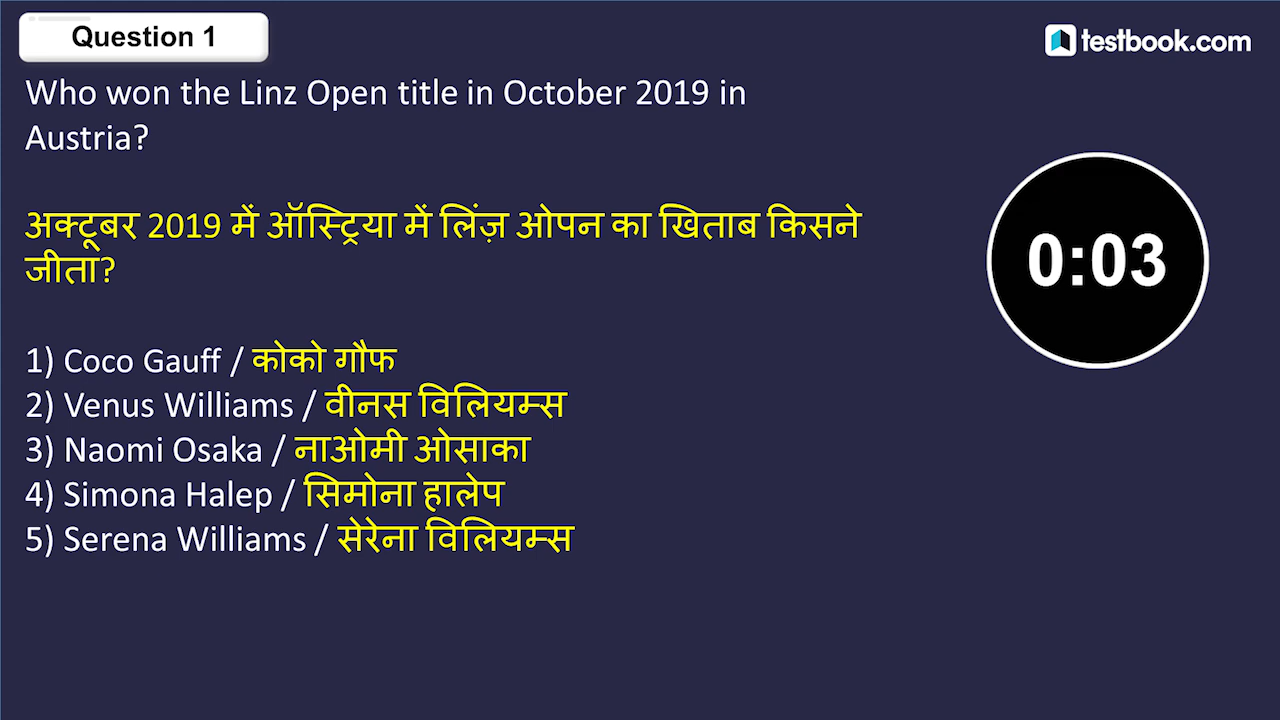 Question 1
testbook.com
Who won the Linz Open title in October 2019 in
Austria?
अक्टूबर 2019 में ऑस्ट्रिया में लिंज़ ओपन का खिताब किसने
जीता?
0:03
1) Coco Gauff / कोको गौफ
2) Venus Williams / वीनस विलियम्स
3) Naomi Osaka / नाओमी ओसाका
4) Simona Halep / सिमोना हालेप
5) Serena Williams / सेरेना विलियम्स